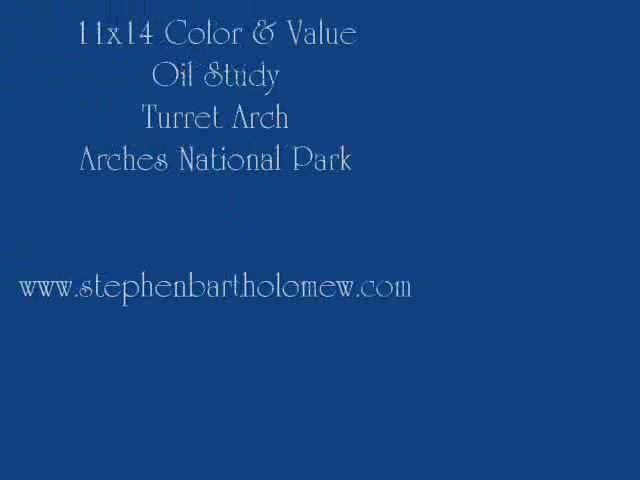 11x14 Color & Value
Oil Study
Turret Arch
Arches National Park
www.stephenbartholomew.com